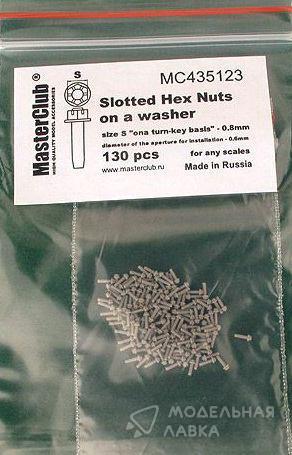 MasterClub
HIGH-QUALITY MODEL ACCESSORIES
S
MC435123
Slotted Hex Nuts
on a washer
size S "ona turn-key basis" - 0.8mm
diameter of the aperture for installation - 0.6mm
130 pcs
for any scales
www.masterclub.ru
Made in Russia
МОДЕЛЬНАЯ
ЛАВКА